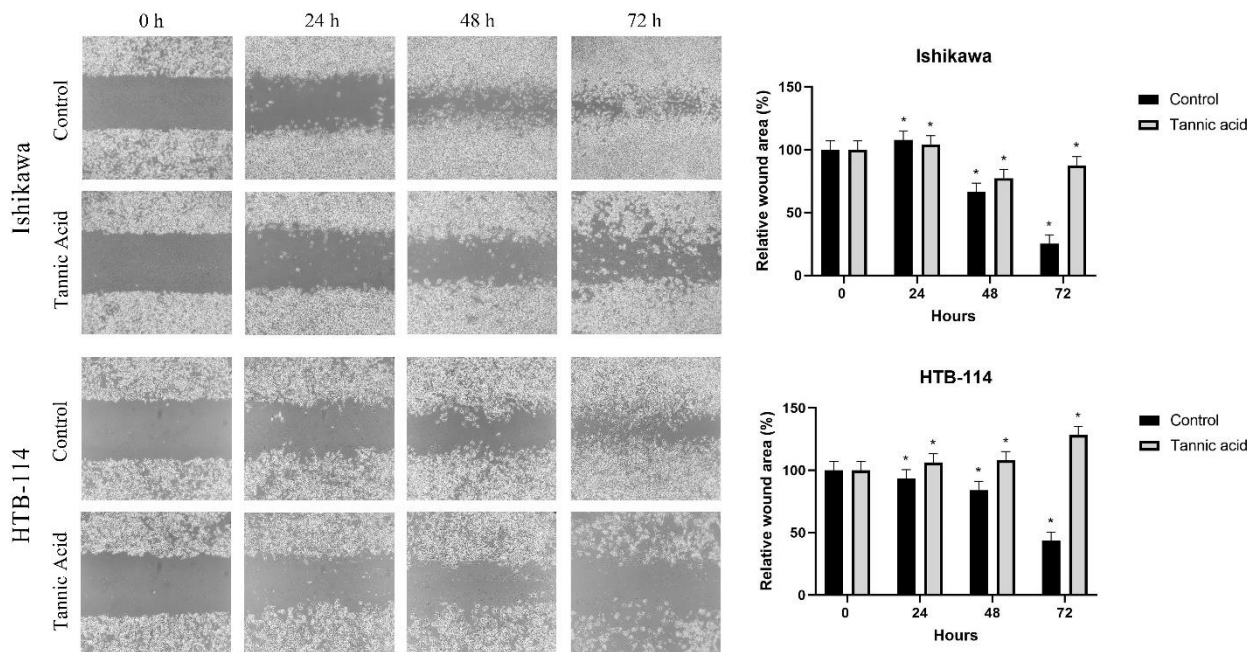 0 h 24 h 48 h 72 h
Ishikawa
Control
Tannic Acid
HTB-114
Control
Tannic Acid
Ishikawa
Relative wound area (%)
150
100
50
0
* * * * * *
0 24 48 72
Hours
Control
Tannic acid
HTB-114
Relative wound area (%)
150
100
50
0
* * * * * *
0 24 48 72
Hours
Control
Tannic acid